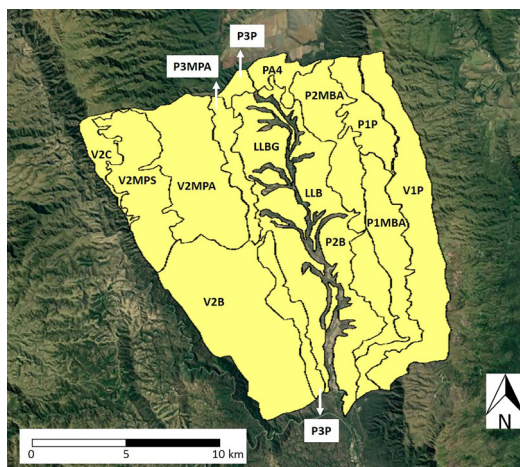 P3P
P3MPA
PA4
P2MBA
P1P
LLBG
V2C
V2MPS
V2MPA
LLB
V1P
P1MBA
P2B
V2B
N
0 5 10 km
P3P